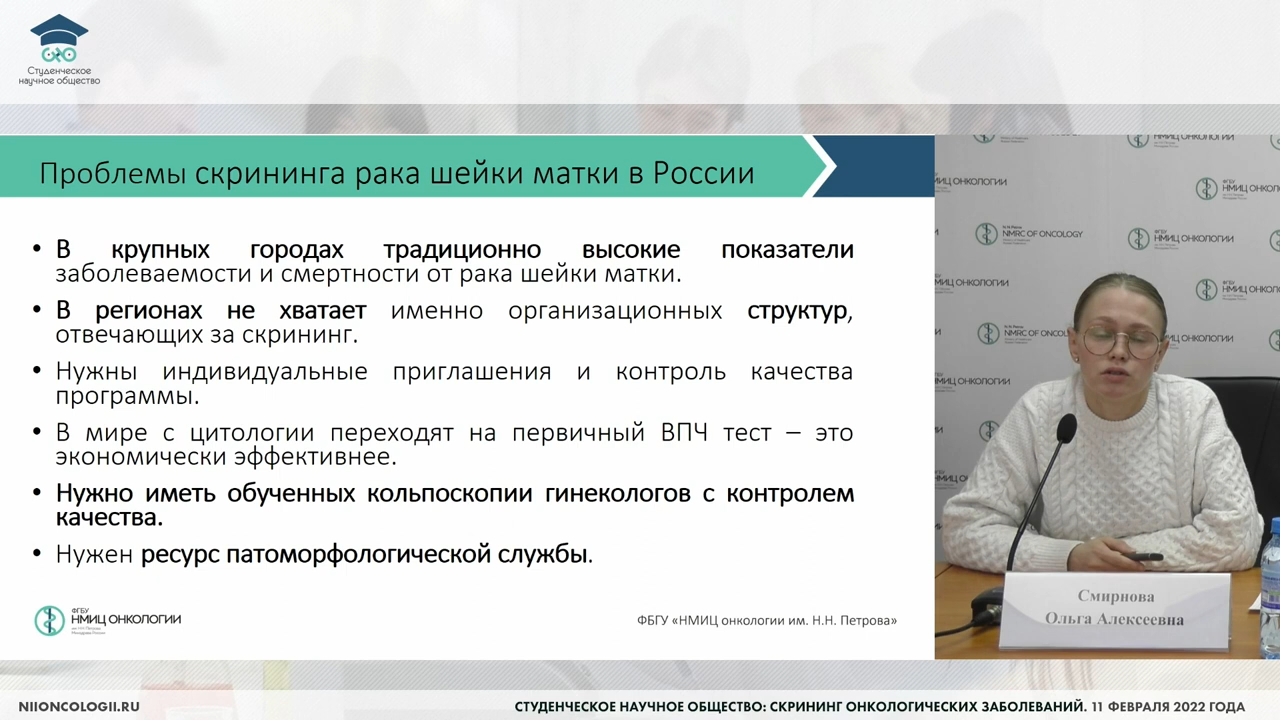 Студенческое
научное общество
Проблемы скрининга рака шейки матки в России
• В крупных городах традиционно высокие показатели
заболеваемости и смертности от рака шейки матки.
• В регионах не хватает именно организационных структур,
отвечающих за скрининг.
• Нужны индивидуальные приглашения и контроль качества
программы.
• В мире с цитологии переходят на первичный ВПЧ тест – это
экономически эффективнее.
• Нужно иметь обученных кольпоскопии гинекологов с контролем
качества.
• Нужен ресурс патоморфологической службы.
ФГБУ
НМИЦ ОНКОЛОГИИ
ФБГУ «НМИЦ онкологии им. Н.Н. Петрова»
НМИЦ ОНКОЛОГИИ
NMRC OF ONCOLOGY
НМИЦ ОНКОЛОГИИ
Смирнова
Ольга Алексеевна
NIIONCOLOGII.RU
СТУДЕНЧЕСКОЕ НАУЧНОЕ ОБЩЕСТВО: СКРИНИНГ ОНКОЛОГИЧЕСКИХ ЗАБОЛЕВАНИЙ. 11 ФЕВРАЛЯ 2022 ГОДА